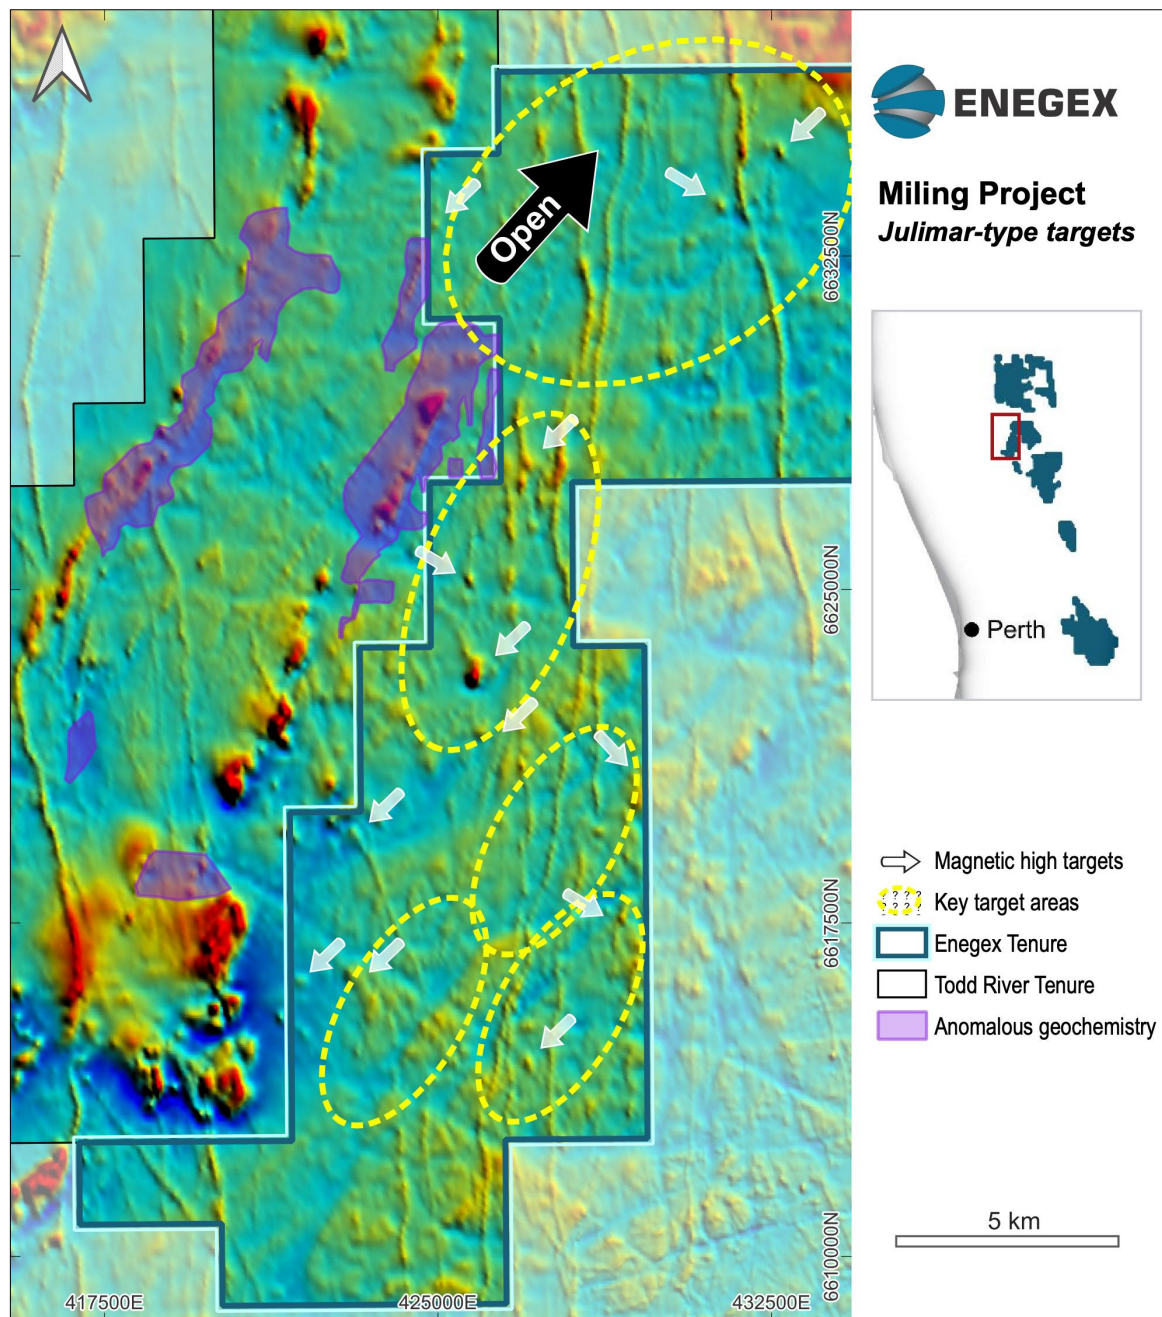 ENEGEX
Miling Project
Julimar-type targets
Open
6632500N
6625000N
6617500N
6610000N
417500E
425000E
432500E
Perth
Magnetic high targets
? ? ?
? ? ? ?
Key target areas
Enegex Tenure
Todd River Tenure
Anomalous geochemistry
5 km